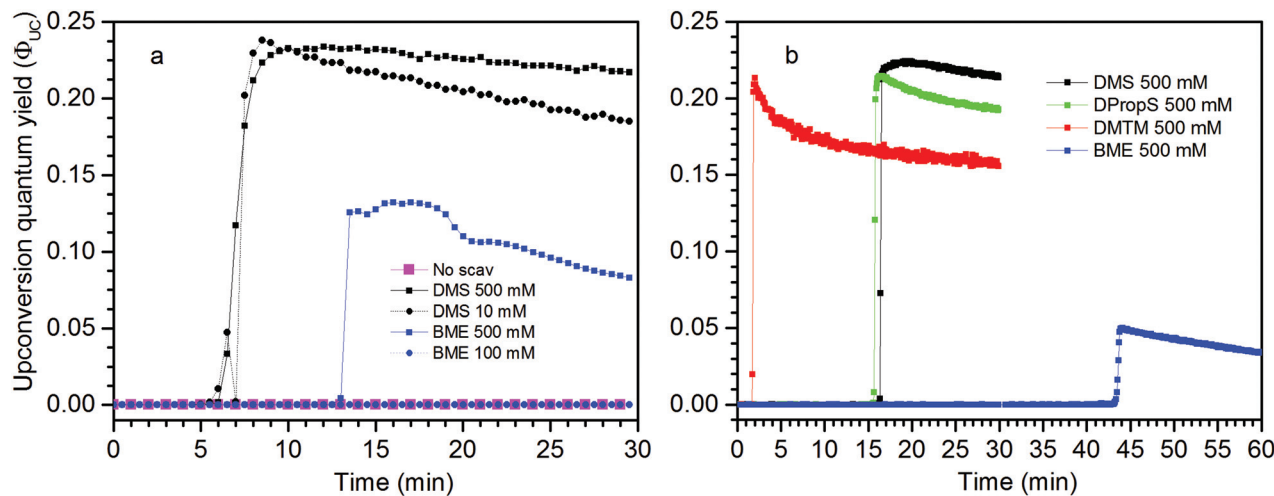 Upconversion quantum yield (Φ_UC)
0.25
0.20
0.15
0.10
0.05
0.00
a
No scav
DMS 500 mM
DMS 10 mM
BME 500 mM
BME 100 mM
0 5 10 15 20 25 30
Time (min)
0.25
0.20
0.15
0.10
0.05
0.00
b
DMS 500 mM
DPropS 500 mM
DMTM 500 mM
BME 500 mM
0 5 10 15 20 25 30 35 40 45 50 55 60
Time (min)